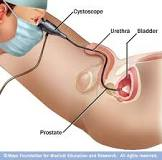 Cystoscope
Urethra
Bladder
Prostate
© Mayo Foundation for Medical Education and Research. All rights reserved.